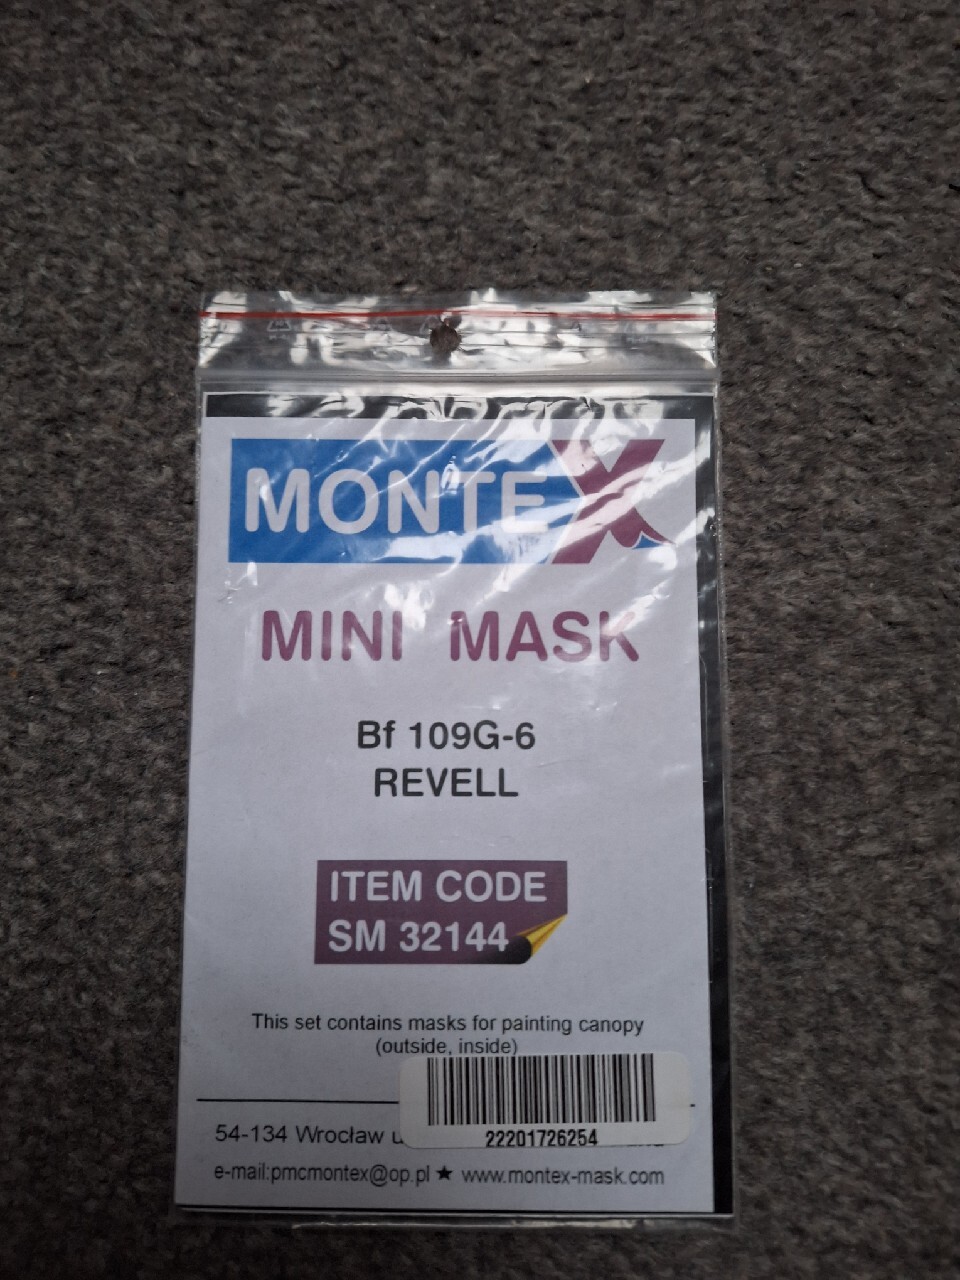 MONTEX
MINI MASK
Bf 109G-6
REVELL
ITEM CODE
SM 32144
This set contains masks for painting canopy
(outside, inside)
54-134 Wrocław
22201726254
e-mail:pmcmontex@op.pl ★ www.montex-mask.com